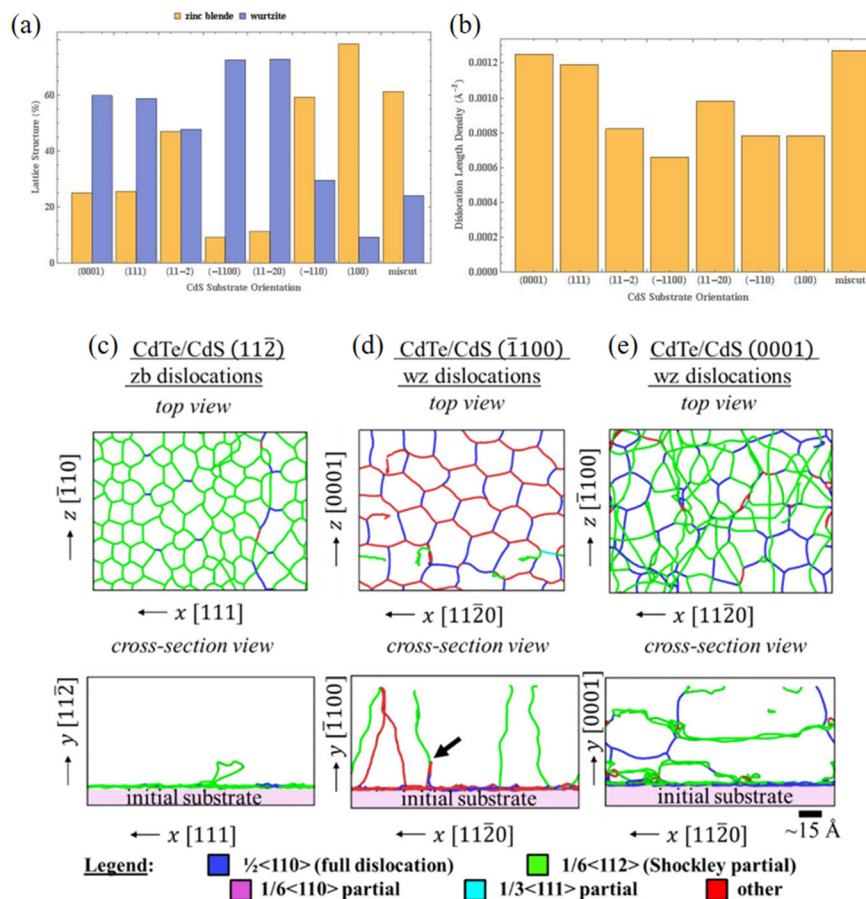 (a)
zinc blende wurtzite
Lattice Structure (%)
60
40
20
0
(0001) (111) (11−2) (−1100) (11−20) (−110) (100) miscut
CdS Substrate Orientation
(b)
Dislocation Length Density (Å⁻²)
0.0012
0.0010
0.0008
0.0006
0.0004
0.0002
0.0000
(0001) (111) (11−2) (−1100) (11−20) (−110) (100) miscut
CdS Substrate Orientation
(c) CdTe/CdS (112̅)
zb dislocations
top view
z [1̅10]
x [111]
cross-section view
y [112̅]
initial substrate
x [111]
(d) CdTe/CdS (1̅100)
wz dislocations
top view
z [0001]
x [112̅0]
cross-section view
y [1̅100]
initial substrate
x [112̅0]
(e) CdTe/CdS (0001)
wz dislocations
top view
z [1̅100]
x [112̅0]
cross-section view
y [0001]
initial substrate
x [112̅0]
~15 Å
Legend: ½<110> (full dislocation) 1/6<112> (Shockley partial)
1/6<110> partial 1/3<111> partial other